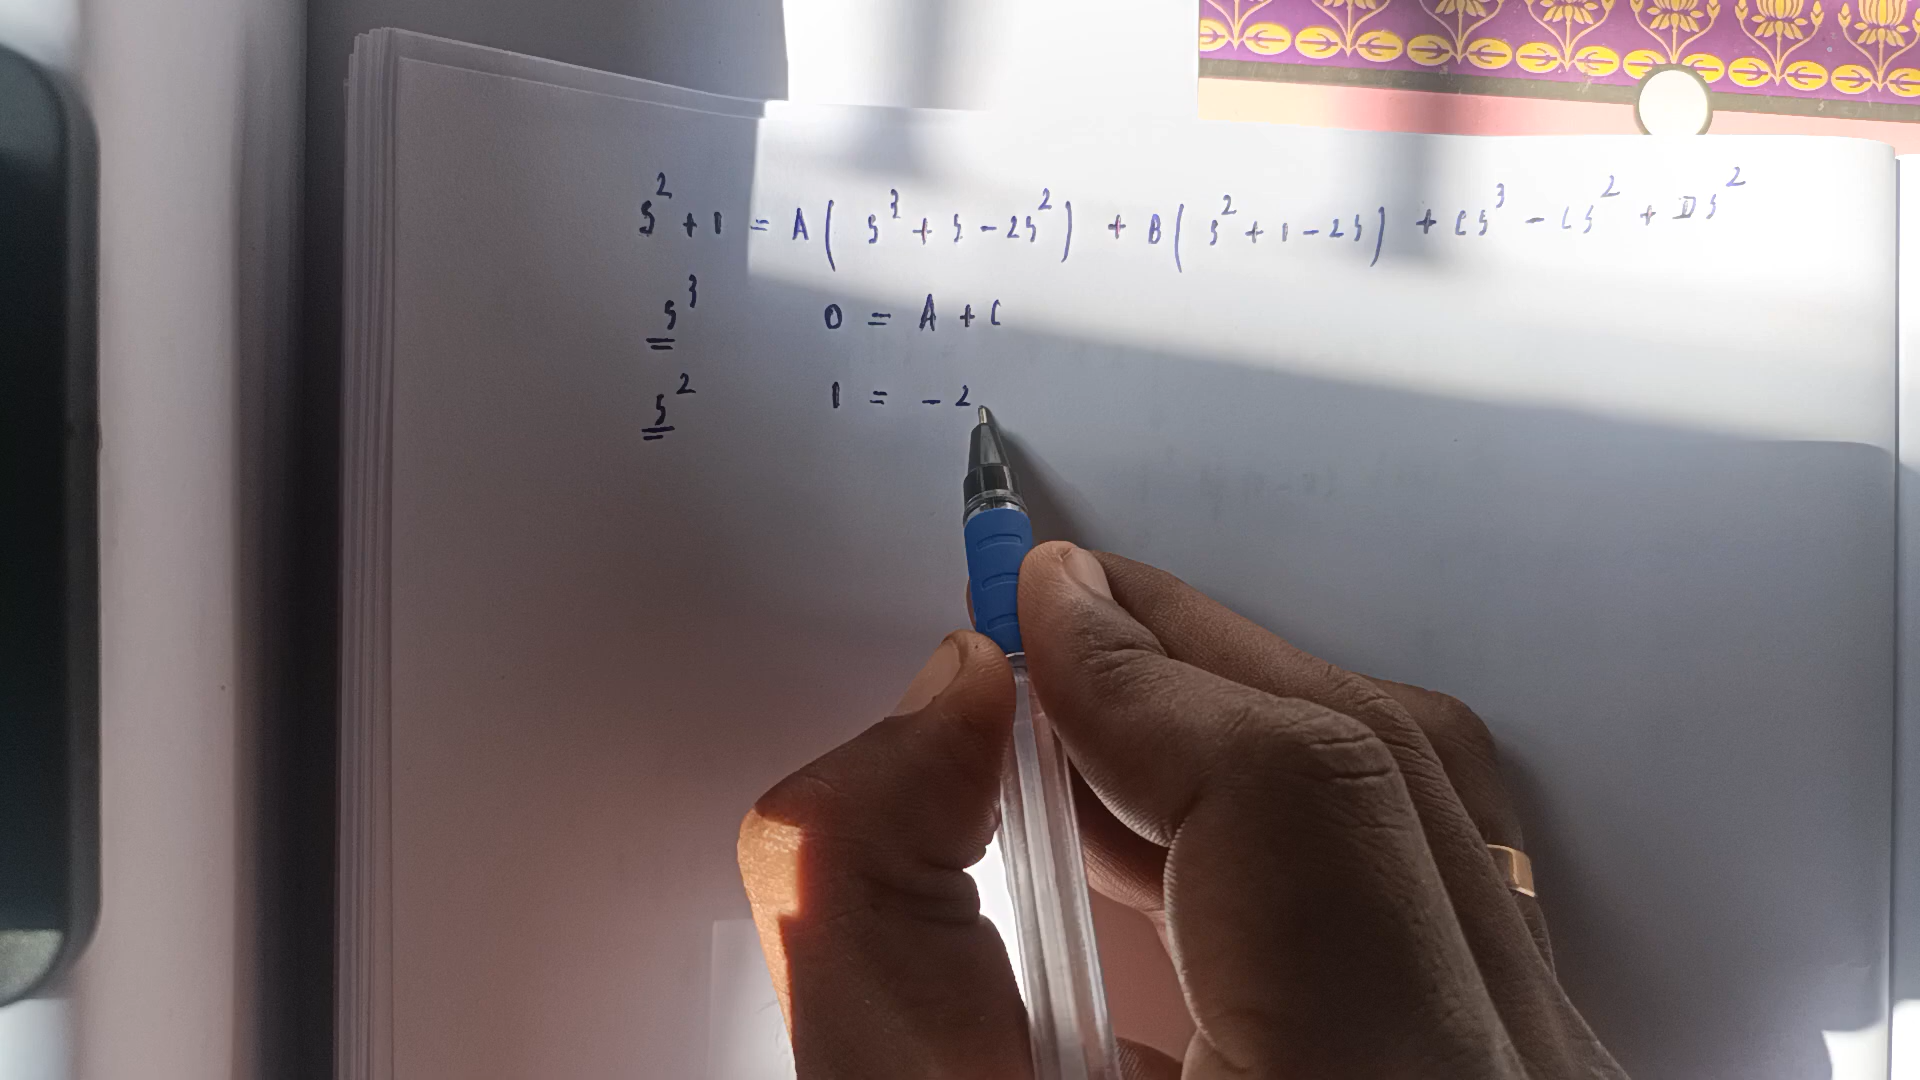 s² + 1 = A( s³ + s - 2s² ) + B( s² + 1 - 2s ) + Cs³ - Cs² + Ds²
s³ 0 = A + C
s² 1 = - 2